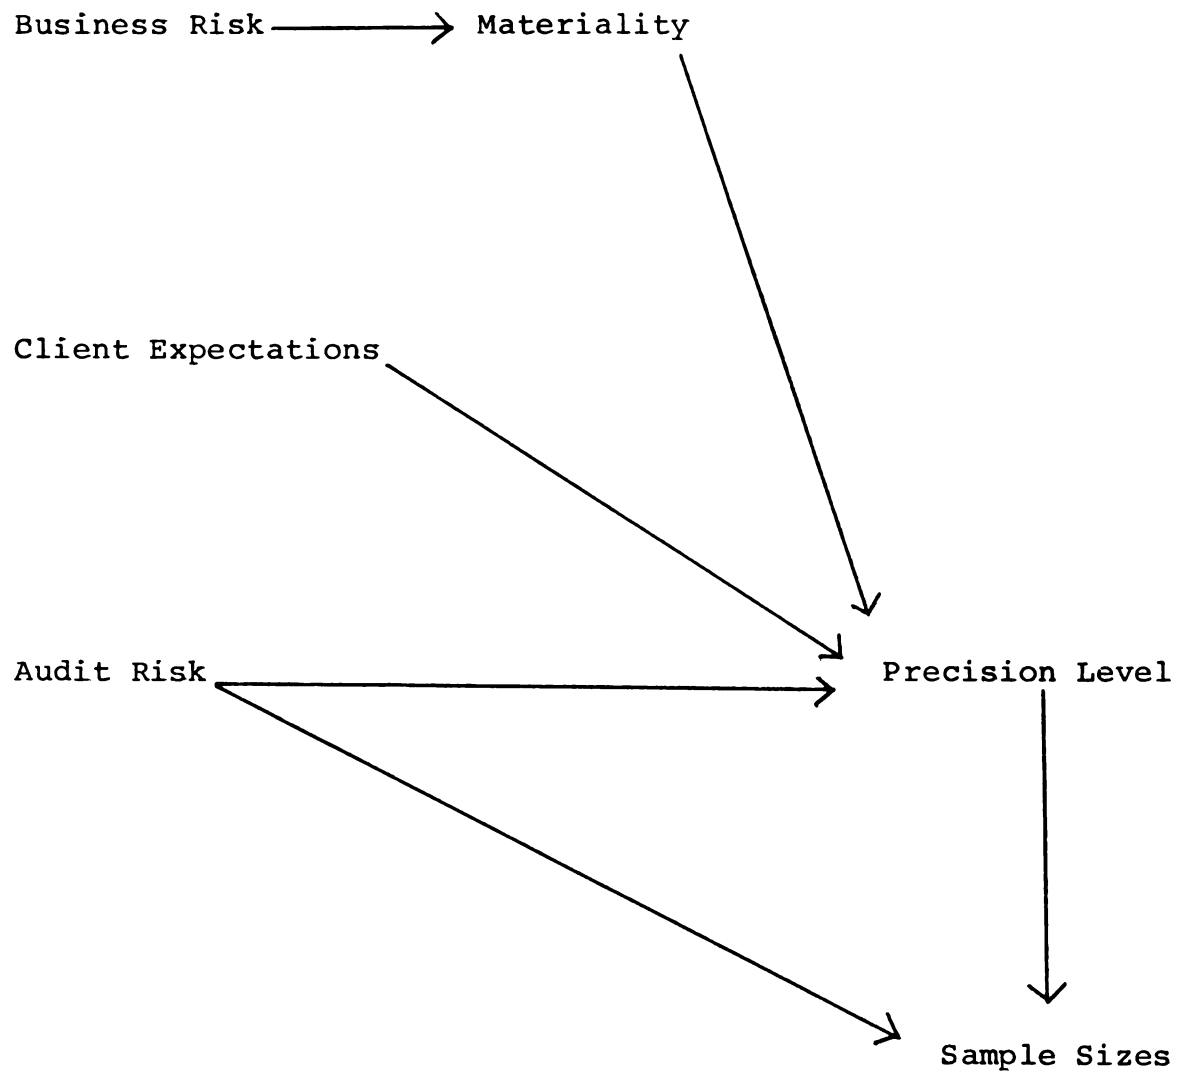 Business Risk
Materiality
Client Expectations
Audit Risk
Precision Level
Sample Sizes